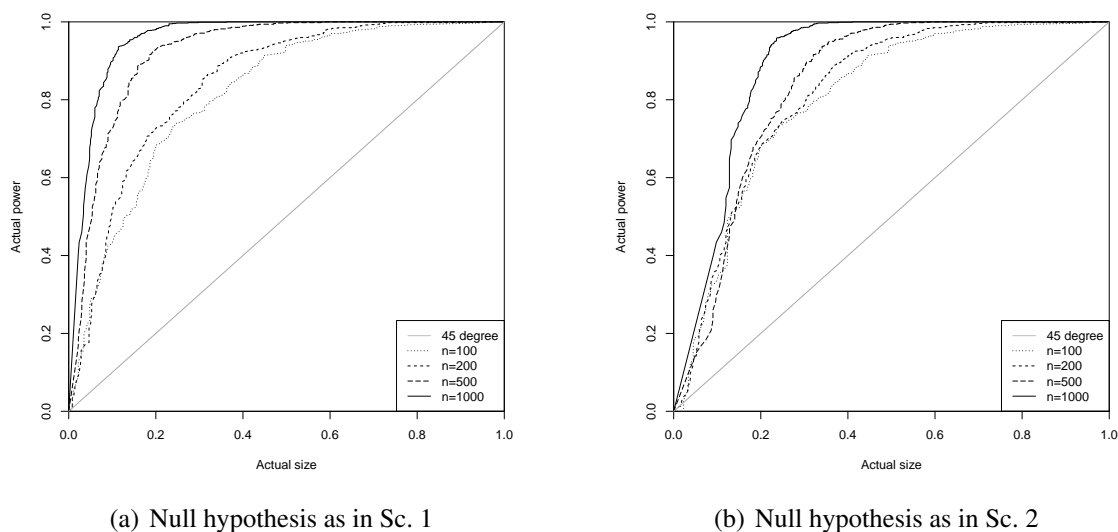 1.0
0.8
0.6
0.4
0.2
0.0
Actual power
0.0 0.2 0.4 0.6 0.8 1.0
Actual size
45 degree
n=100
n=200
n=500
n=1000
(a) Null hypothesis as in Sc. 1
1.0
0.8
0.6
0.4
0.2
0.0
Actual power
0.0 0.2 0.4 0.6 0.8 1.0
Actual size
45 degree
n=100
n=200
n=500
n=1000
(b) Null hypothesis as in Sc. 2